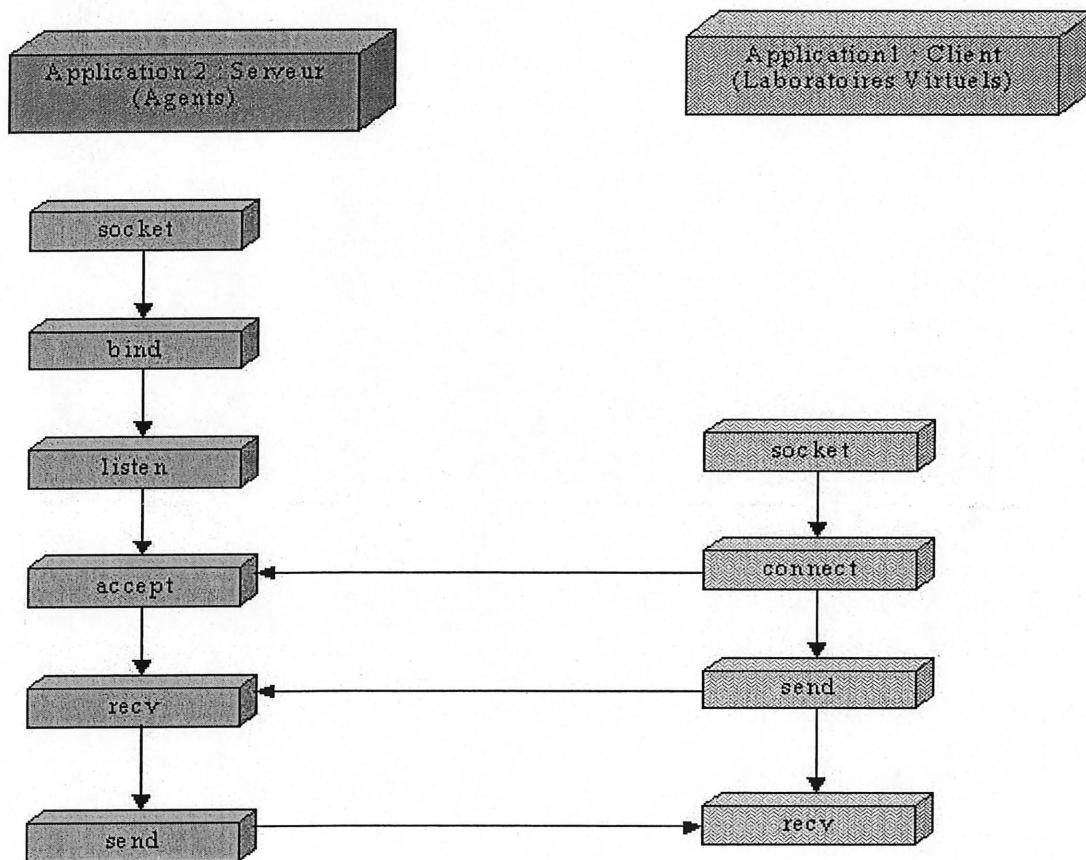 Application 2 : Serveur
(Agents)
Application1 : Client
(Laboratoires Virtuels)
socket
bind
listen
socket
accept
connect
recv
send
send
recv